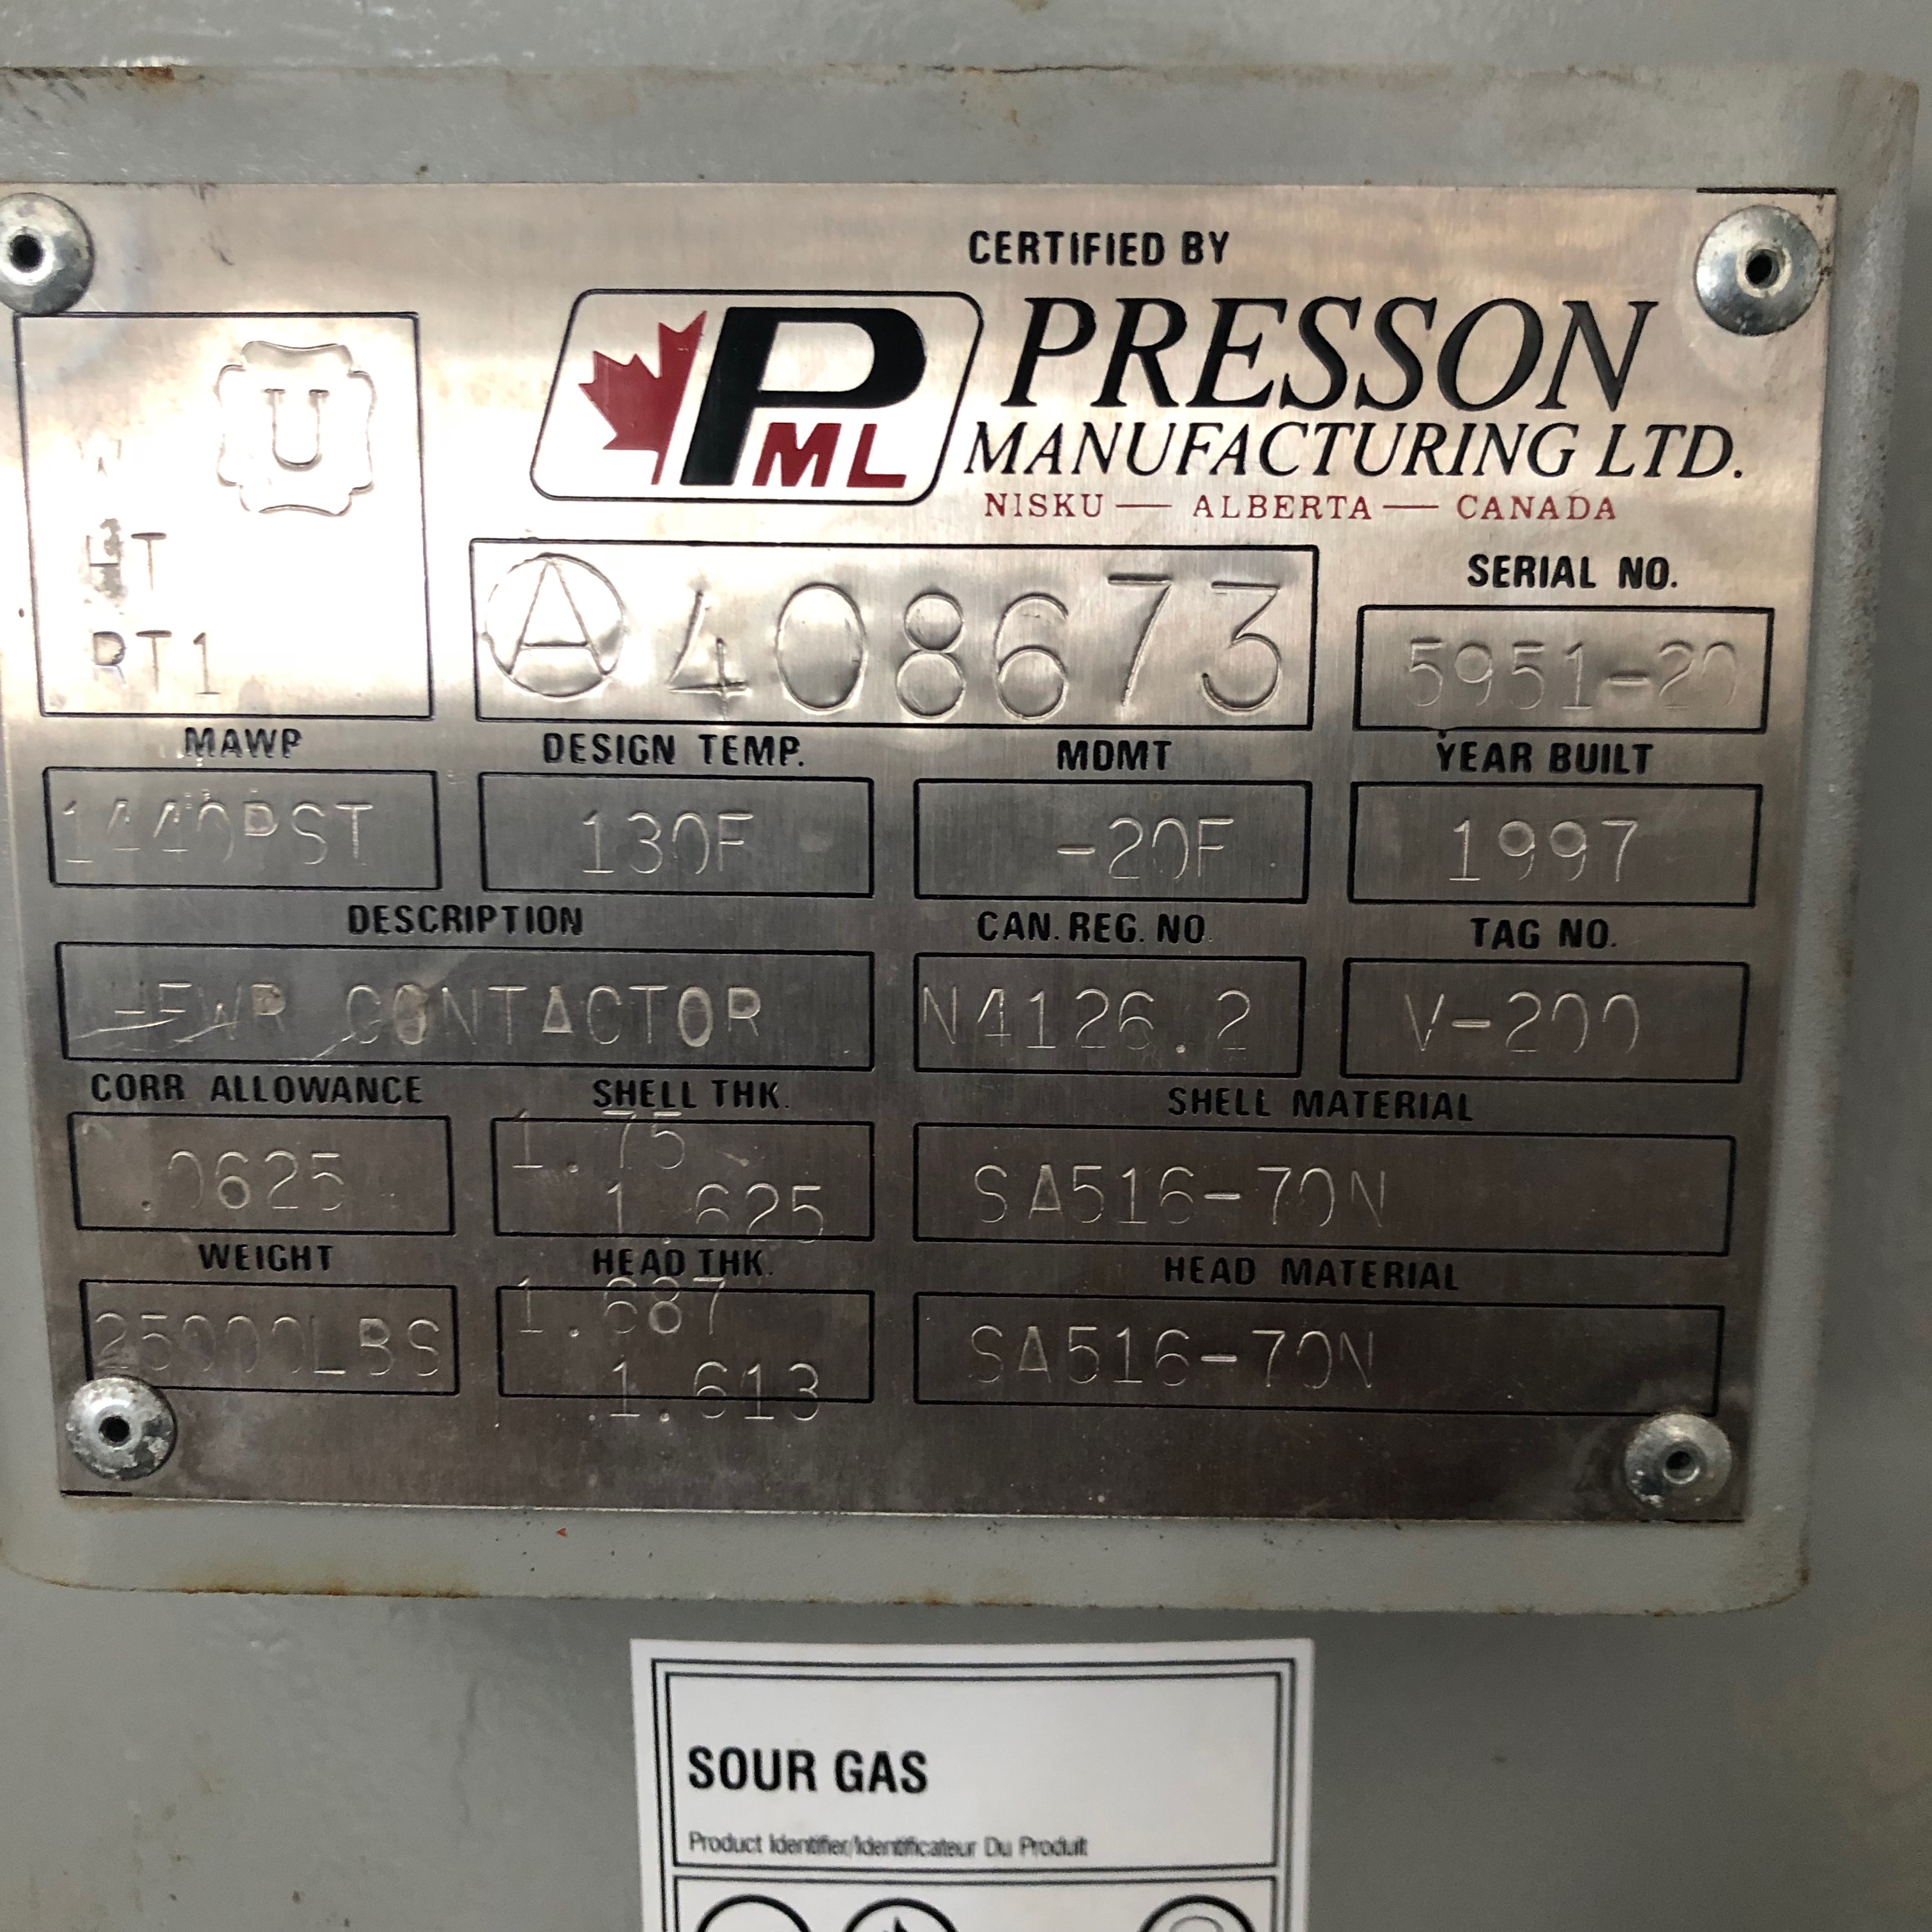 CERTIFIED BY
U
W
HT
RT1
PML
PRESSON
MANUFACTURING LTD.
NISKU — ALBERTA — CANADA
A 408673
SERIAL NO.
5951-20
MAWP
1440PSI
DESIGN TEMP.
130F
MDMT
-20F
YEAR BUILT
1997
DESCRIPTION
CONTACTOR
CAN. REG. NO.
N4126.2
TAG NO.
V-200
CORR ALLOWANCE
.0625
SHELL THK.
1.75
1.625
SHELL MATERIAL
SA516-70N
WEIGHT
25000LBS
HEAD THK.
1.687
1.613
HEAD MATERIAL
SA516-70N
SOUR GAS
Product Identifier/Identificateur Du Produit